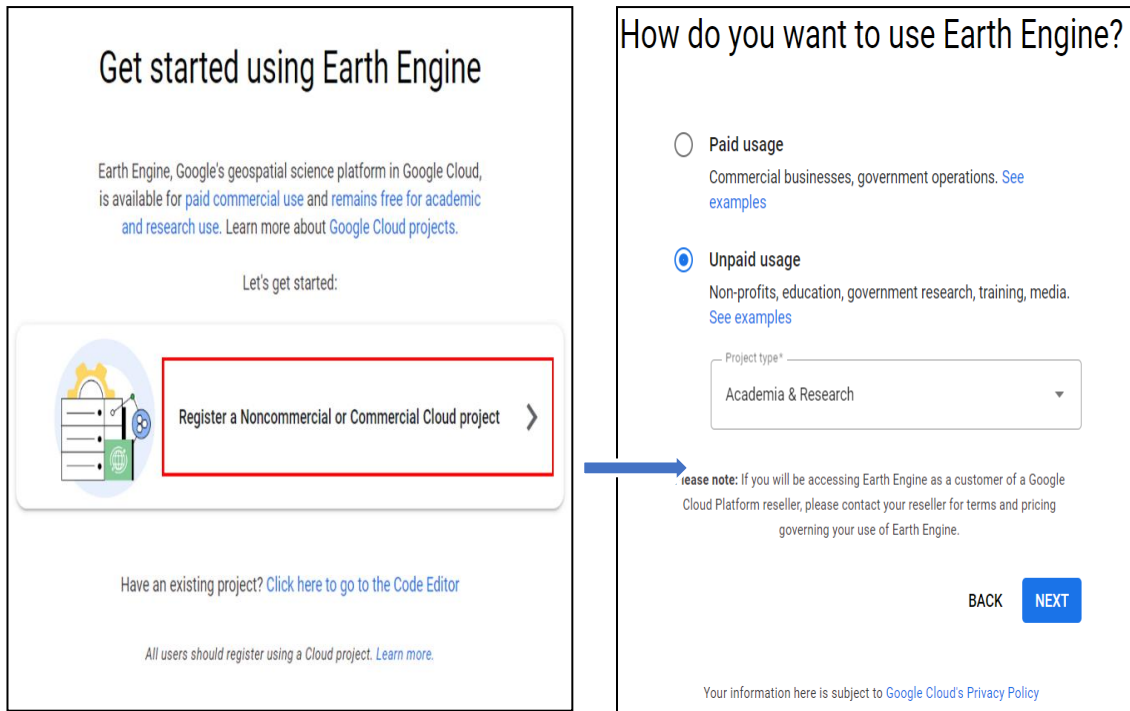 Get started using Earth Engine
Earth Engine, Google's geospatial science platform in Google Cloud,
is available for paid commercial use and remains free for academic
and research use. Learn more about Google Cloud projects.
Let's get started:
Register a Noncommercial or Commercial Cloud project
Have an existing project? Click here to go to the Code Editor
All users should register using a Cloud project. Learn more.
How do you want to use Earth Engine?
Paid usage
Commercial businesses, government operations. See
examples
Unpaid usage
Non-profits, education, government research, training, media.
See examples
Project type*
Academia & Research
lease note: If you will be accessing Earth Engine as a customer of a Google
Cloud Platform reseller, please contact your reseller for terms and pricing
governing your use of Earth Engine.
BACK
NEXT
Your information here is subject to Google Cloud's Privacy Policy